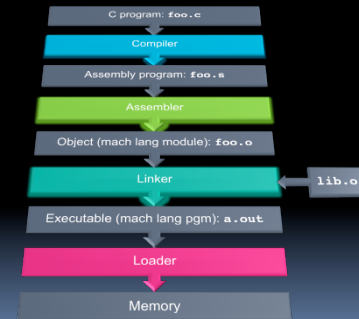 C program: foo.c
Compiler
Assembly program: foo.s
Assembler
Object (mach lang module): foo.o
Linker
lib.o
Executable (mach lang pgm): a.out
Loader
Memory